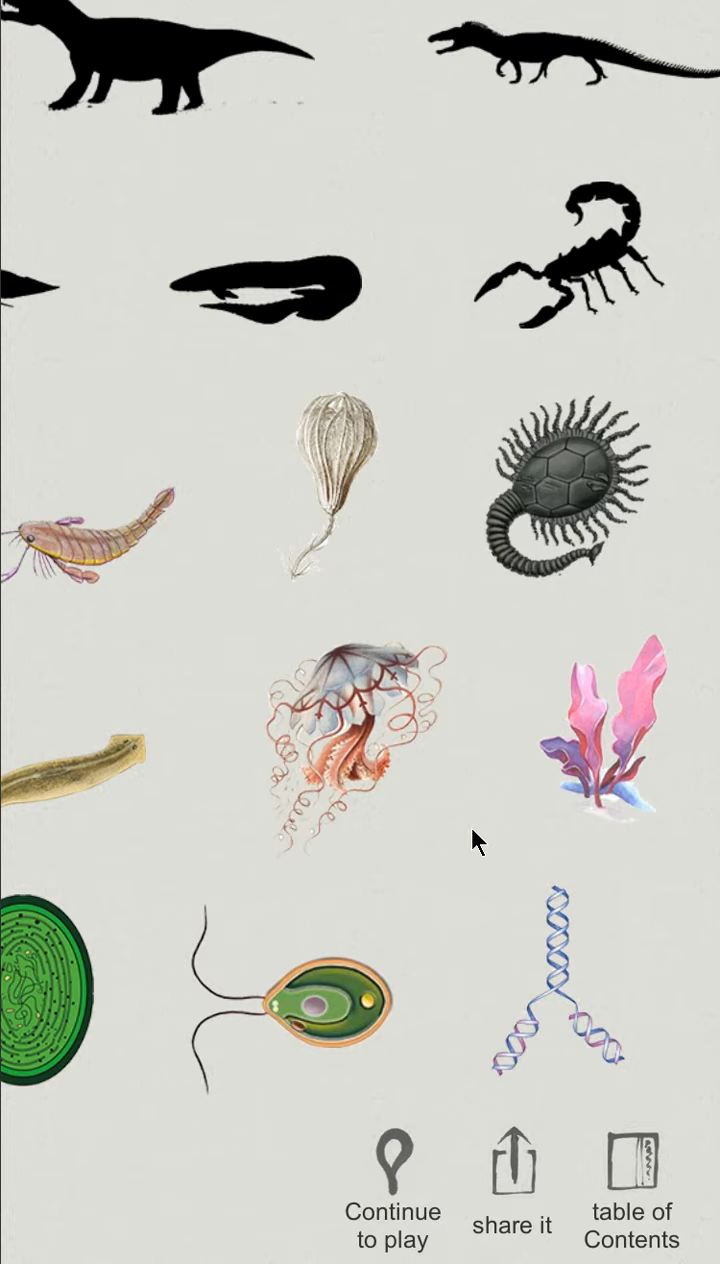 Continue
to play
share it
table of
Contents